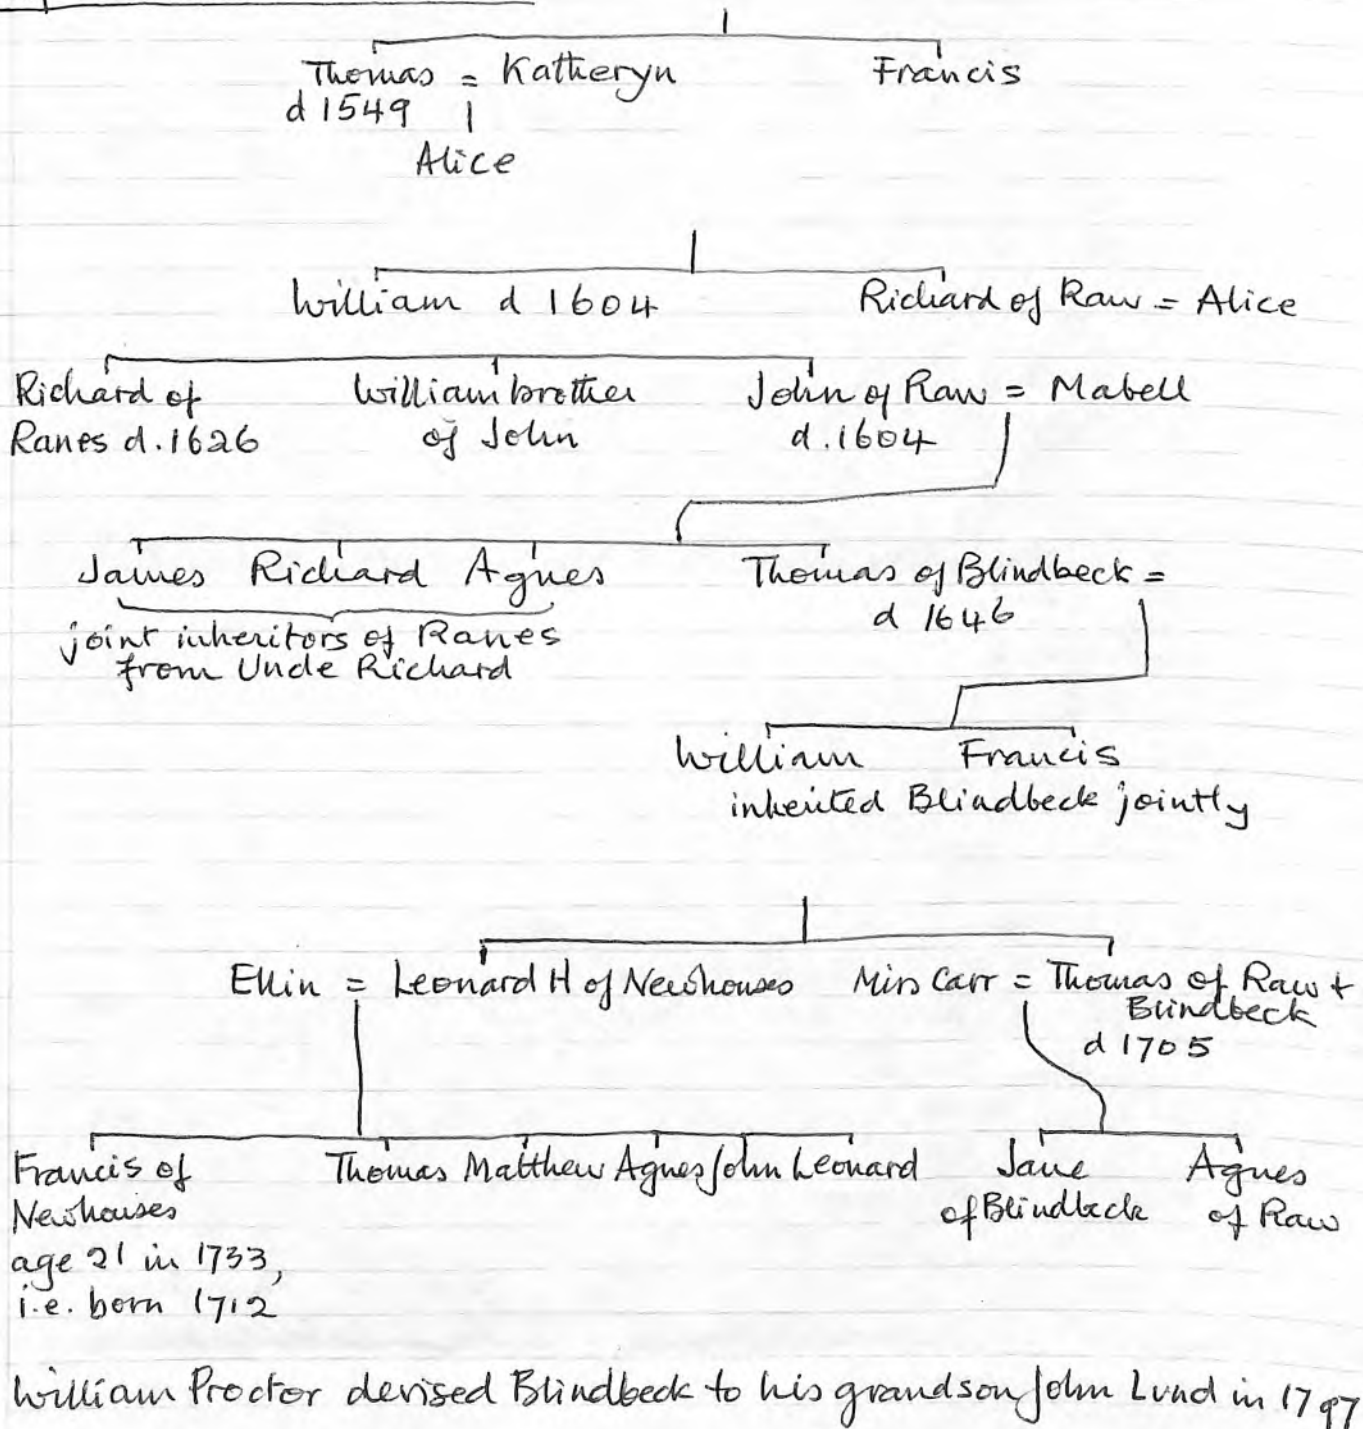 Thomas = Katheryn Francis
d 1549
Alice
William d 1604 Richard of Raw = Alice
Richard of William brother John of Raw = Mabell
Ranes d. 1626 of John d. 1604
James Richard Agnes Thomas of Blindbeck =
d 1646
joint inheritors of Ranes
from Uncle Richard
William Francis
inherited Blindbeck jointly
Ellin = Leonard H of Newhouses Miss Carr = Thomas of Raw +
Blindbeck
d 1705
Francis of Thomas Matthew Agnes John Leonard Jane Agnes
Newhouses of Blindbeck of Raw
age 21 in 1733,
i.e. born 1712
William Proctor devised Blindbeck to his grandson John Lund in 1797